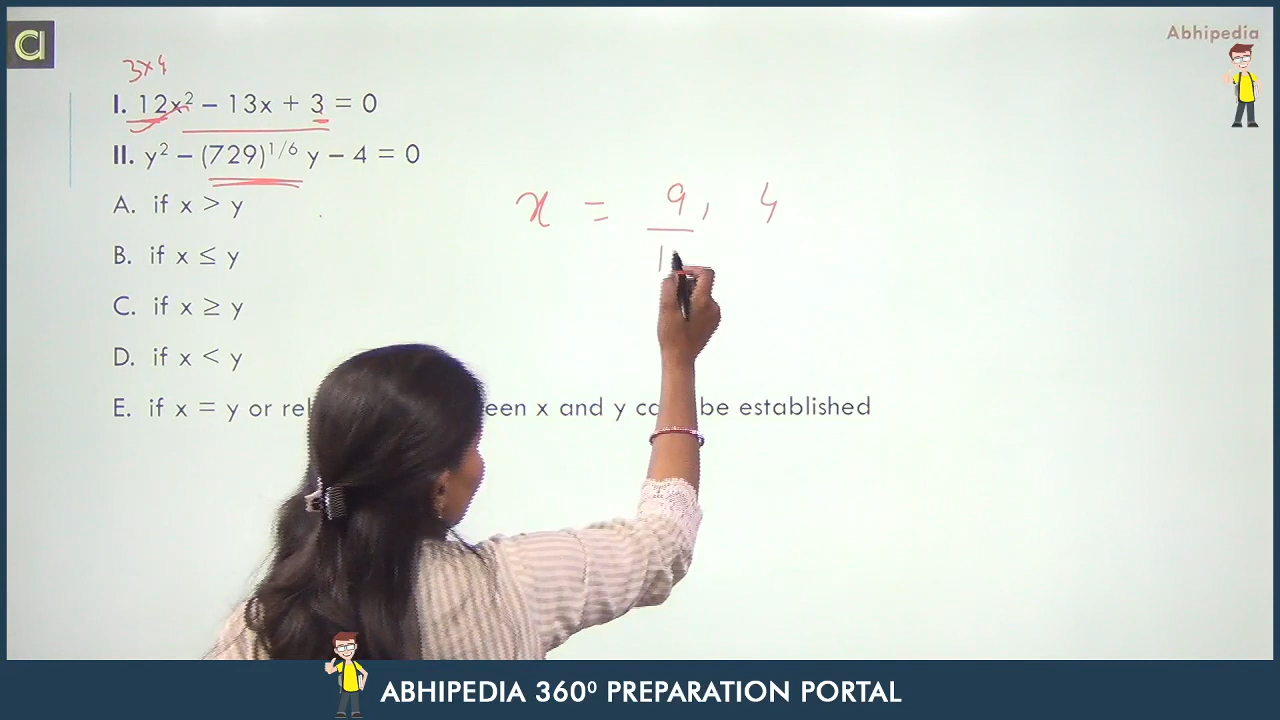 a
Abhipedia
3×4
I. 12x² – 13x + 3 = 0
II. y² – (729)¹/⁶ y – 4 = 0
x = 9, 4
1
A. if x > y
B. if x ≤ y
C. if x ≥ y
D. if x < y
E. if x = y or een x and y be established
ABHIPEDIA 360⁰ PREPARATION PORTAL